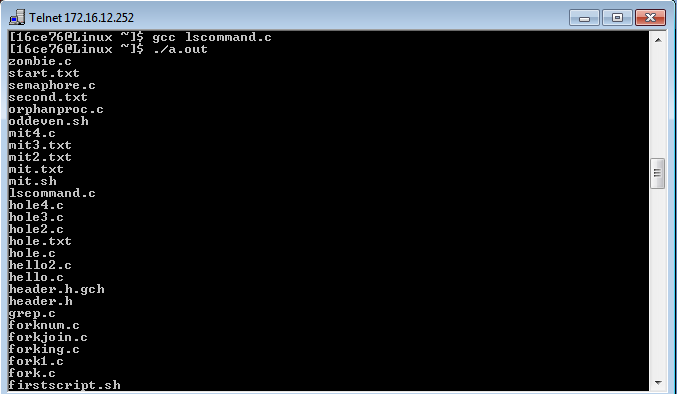 Telnet 172.16.12.252
[16ce76@Linux ~]$ gcc lscommand.c
[16ce76@Linux ~]$ ./a.out
zombie.c
start.txt
semaphore.c
second.txt
orphanproc.c
oddeven.sh
mit4.c
mit3.txt
mit2.txt
mit.txt
mit.sh
lscommand.c
hole4.c
hole3.c
hole2.c
hole.txt
hole.c
hello2.c
hello.c
header.h.gch
header.h
grep.c
forknum.c
forkjoin.c
forking.c
fork1.c
fork.c
firstscript.sh